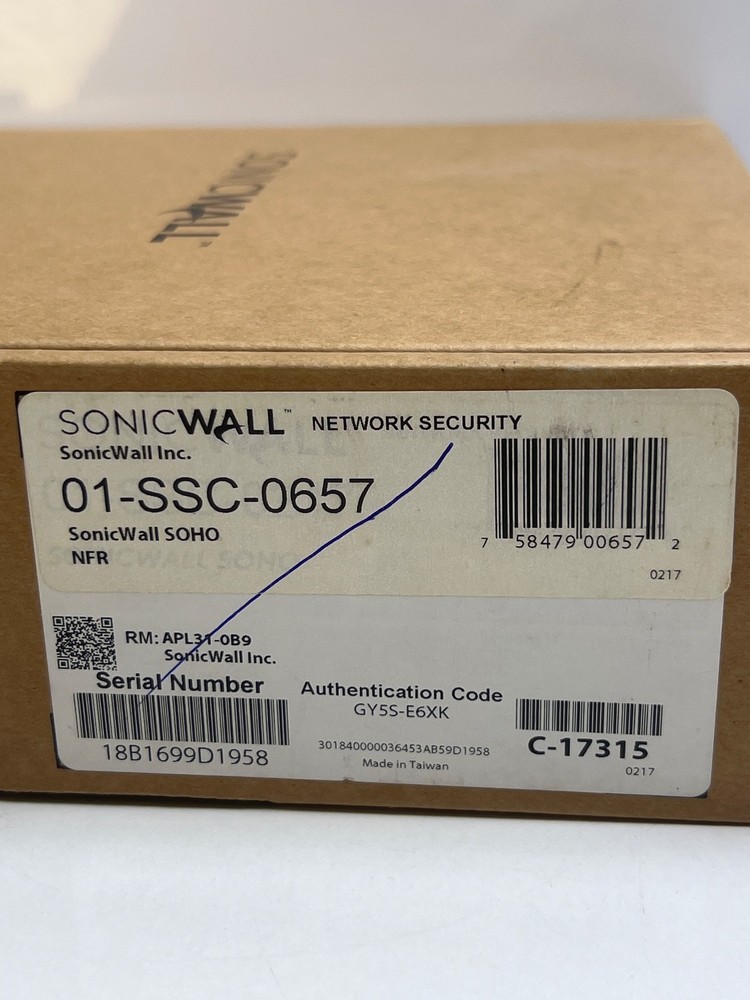 SONICWALL
SONICWALL™ NETWORK SECURITY
SonicWall Inc.
01-SSC-0657
SonicWall SOHO
NFR
7 58479 00657 2
0217
RM: APL31-0B9
SonicWall Inc.
Serial Number
18B1699D1958
Authentication Code
GY5S-E6XK
301840000036453AB59D1958
Made in Taiwan
C-17315
0217